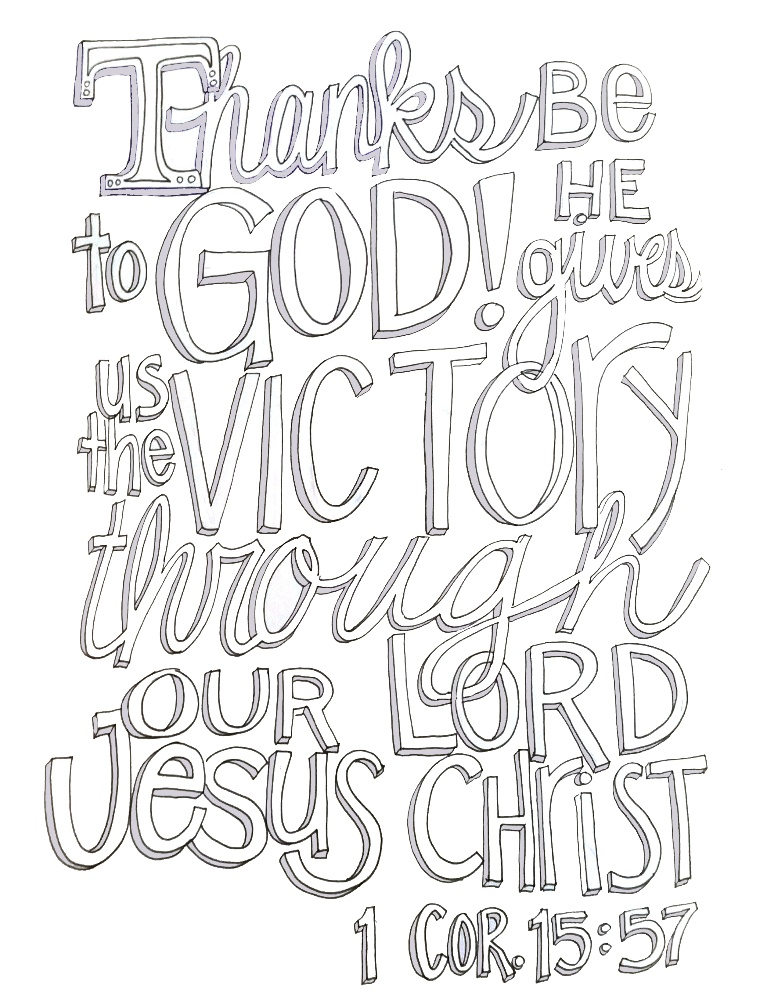 Thanks Be
to GOD! HE
gives
us
the VICTOry
through
OUR LORD
Jesus CHriST
1 COR. 15:57